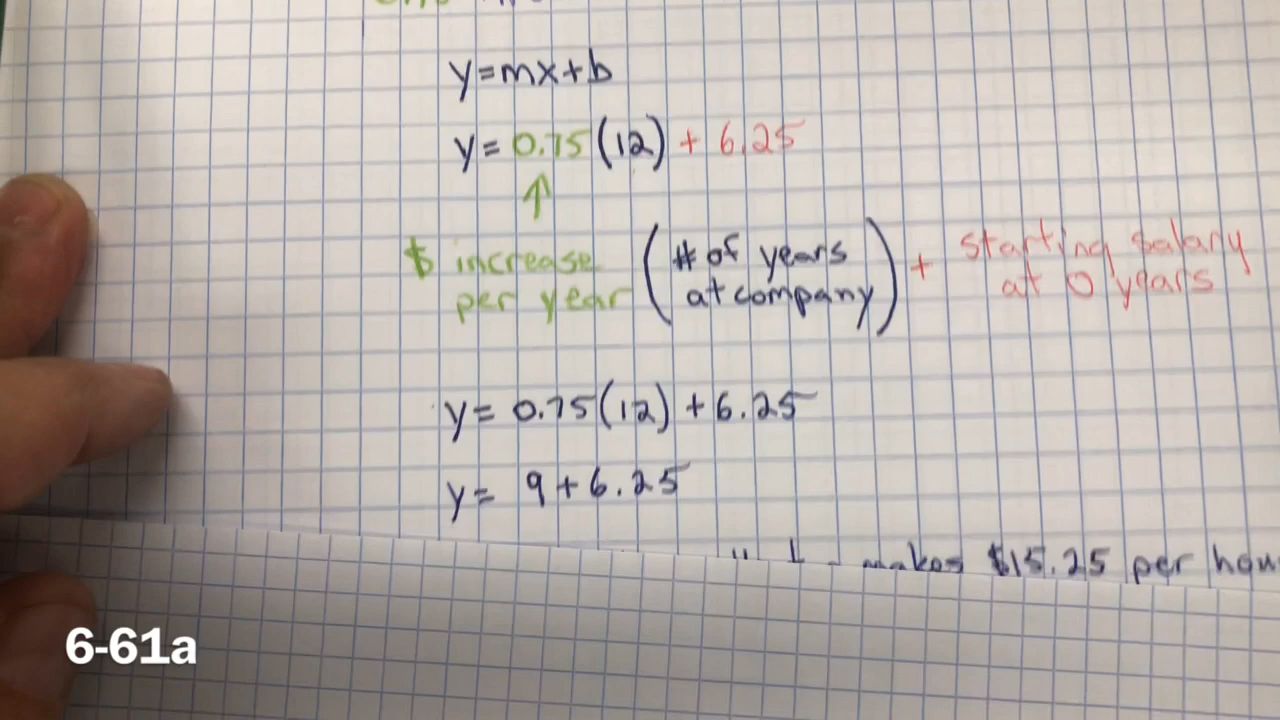 y=mx+b
y= 0.75(12) + 6.25
$ increase (# of years + starting salary
per year at company) at 0 years
y= 0.75(12) +6.25
y= 9+6.25
makes $15.25 per hou
6-61a